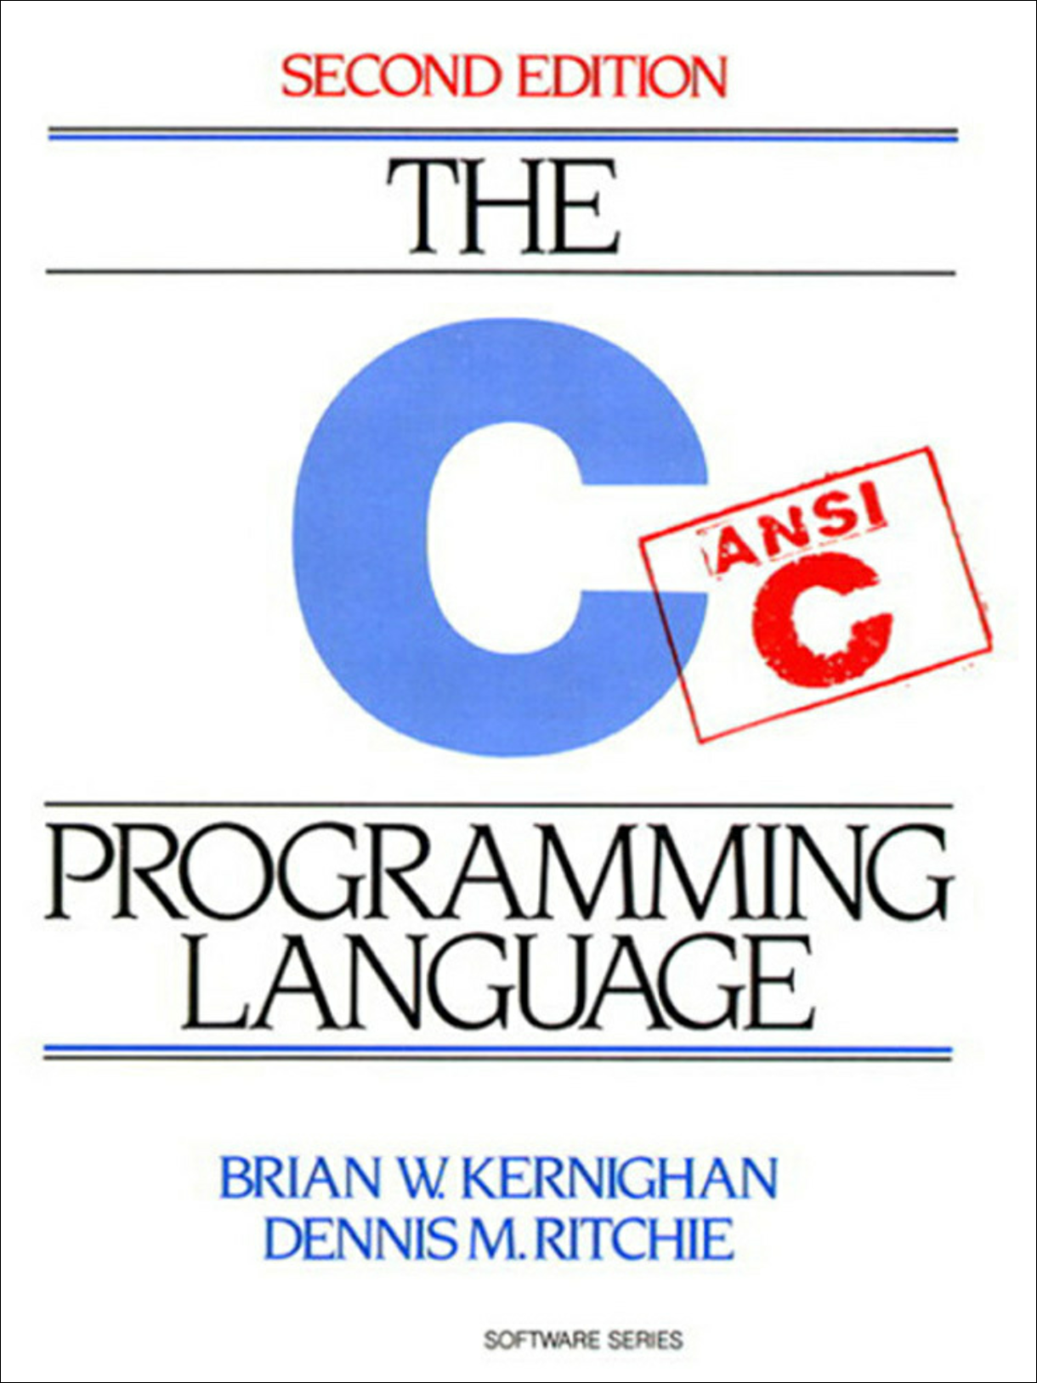 SECOND EDITION
THE
C
ANSI
C
PROGRAMMING
LANGUAGE
BRIAN W. KERNIGHAN
DENNIS M. RITCHIE
SOFTWARE SERIES